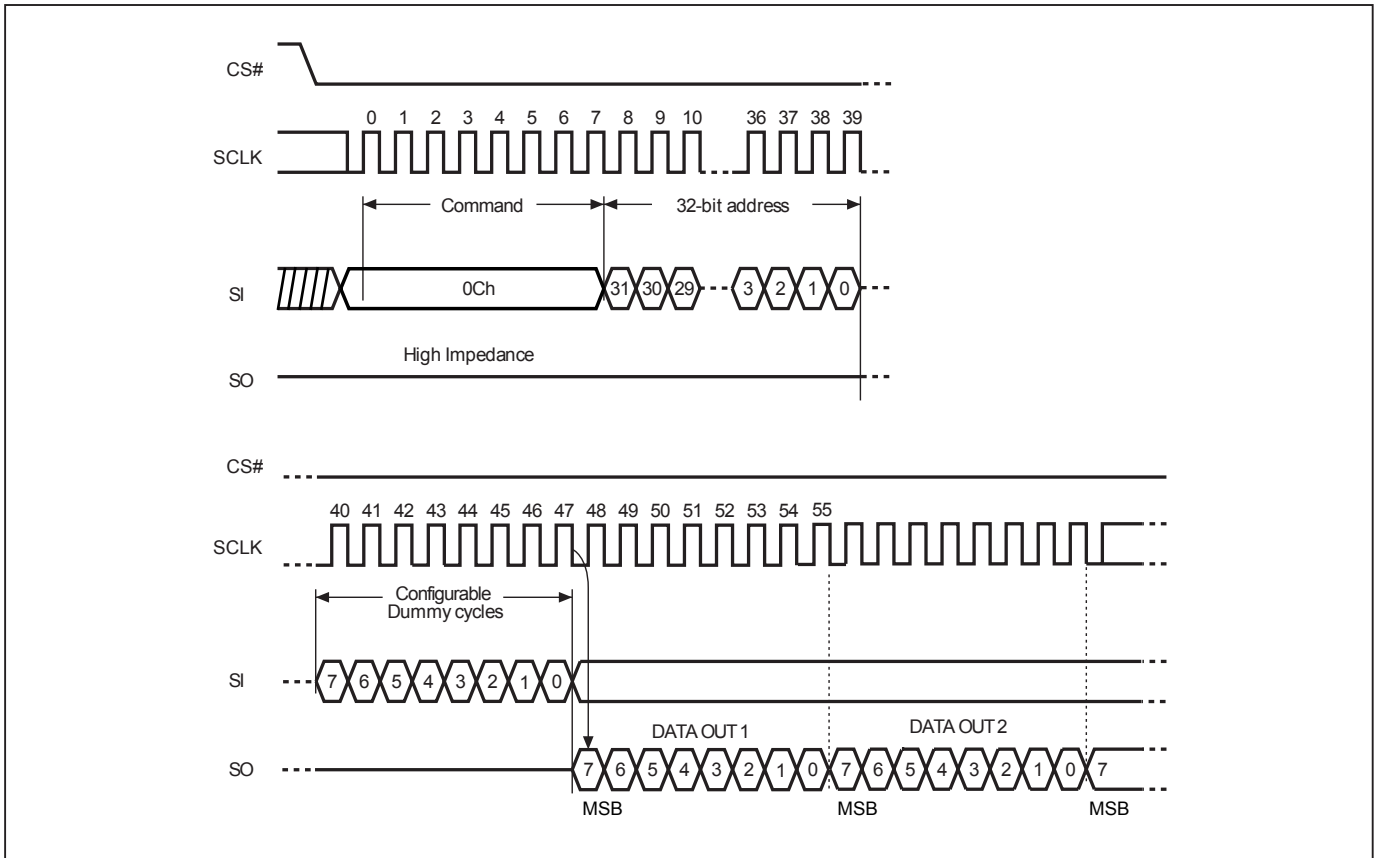 CS#
0 1 2 3 4 5 6 7 8 9 10 36 37 38 39
SCLK
Command 32-bit address
SI 0Ch 31 30 29 3 2 1 0
High Impedance
SO
CS#
40 41 42 43 44 45 46 47 48 49 50 51 52 53 54 55
SCLK
Configurable
Dummy cycles
SI 7 6 5 4 3 2 1 0
DATA OUT 1 DATA OUT 2
SO 7 6 5 4 3 2 1 0 7 6 5 4 3 2 1 0 7
MSB MSB MSB